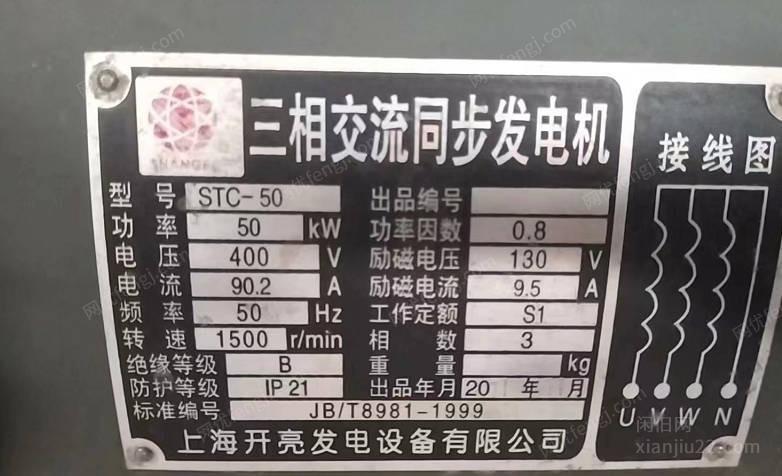 三相交流同步发电机
接线图
型号 STC-50 出品编号
功率 50 kW 功率因数 0.8
电压 400 V 励磁电压 130 V
电流 90.2 A 励磁电流 9.5 A
频率 50 Hz 工作定额 S1
转速 1500 r/min 相数 3
绝缘等级 B 重量 kg
防护等级 IP21 出品年月 20 年 月
标准编号 JB/T8981-1999
U V W N
上海开亮发电设备有限公司
闲旧网